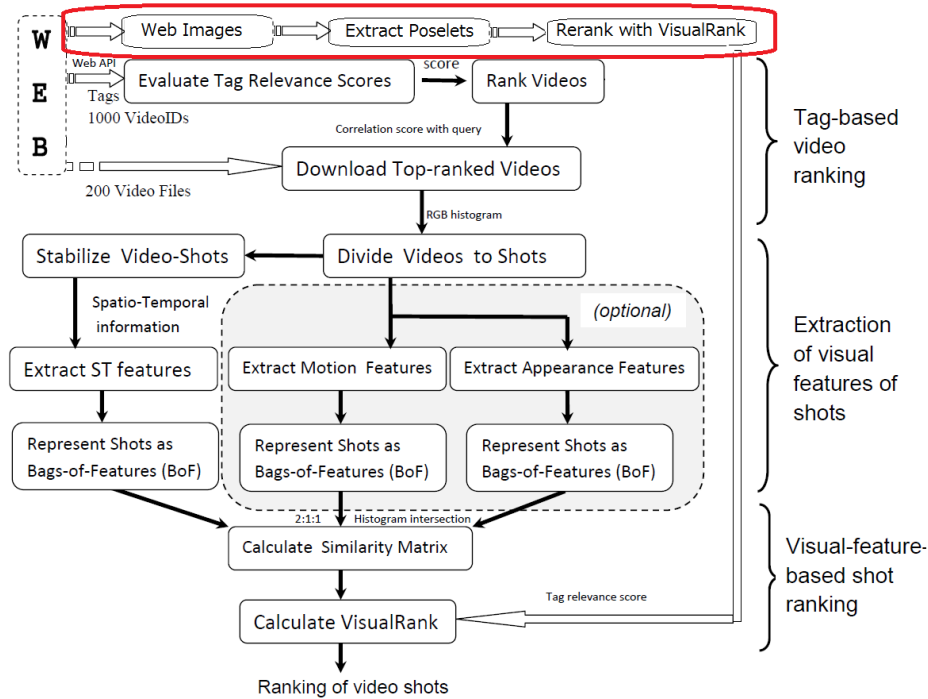 W
E
B
Web Images
Extract Poselets
Rerank with VisualRank
Web API
Tags
1000 VideoIDs
Evaluate Tag Relevance Scores
score
Rank Videos
Correlation score with query
200 Video Files
Download Top-ranked Videos
Tag-based
video
ranking
RGB histogram
Stabilize Video-Shots
Divide Videos to Shots
Spatio-Temporal
information
(optional)
Extract ST features
Extract Motion Features
Extract Appearance Features
Extraction
of visual
features of
shots
Represent Shots as
Bags-of-Features (BoF)
Represent Shots as
Bags-of-Features (BoF)
Represent Shots as
Bags-of-Features (BoF)
2:1:1
Histogram intersection
Calculate Similarity Matrix
Visual-feature-
based shot
ranking
Tag relevance score
Calculate VisualRank
Ranking of video shots